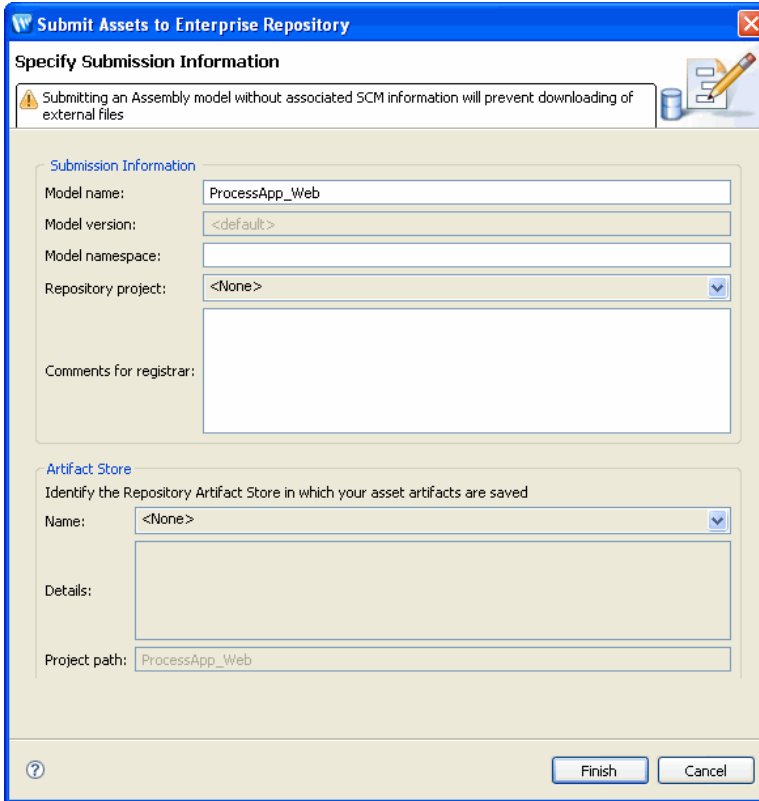 Submit Assets to Enterprise Repository
Specify Submission Information
Submitting an Assembly model without associated SCM information will prevent downloading of
external files
Submission Information
Model name: ProcessApp_Web
Model version: <default>
Model namespace:
Repository project: <None>
Comments for registrar:
Artifact Store
Identify the Repository Artifact Store in which your asset artifacts are saved
Name: <None>
Details:
Project path: ProcessApp_Web
Finish Cancel